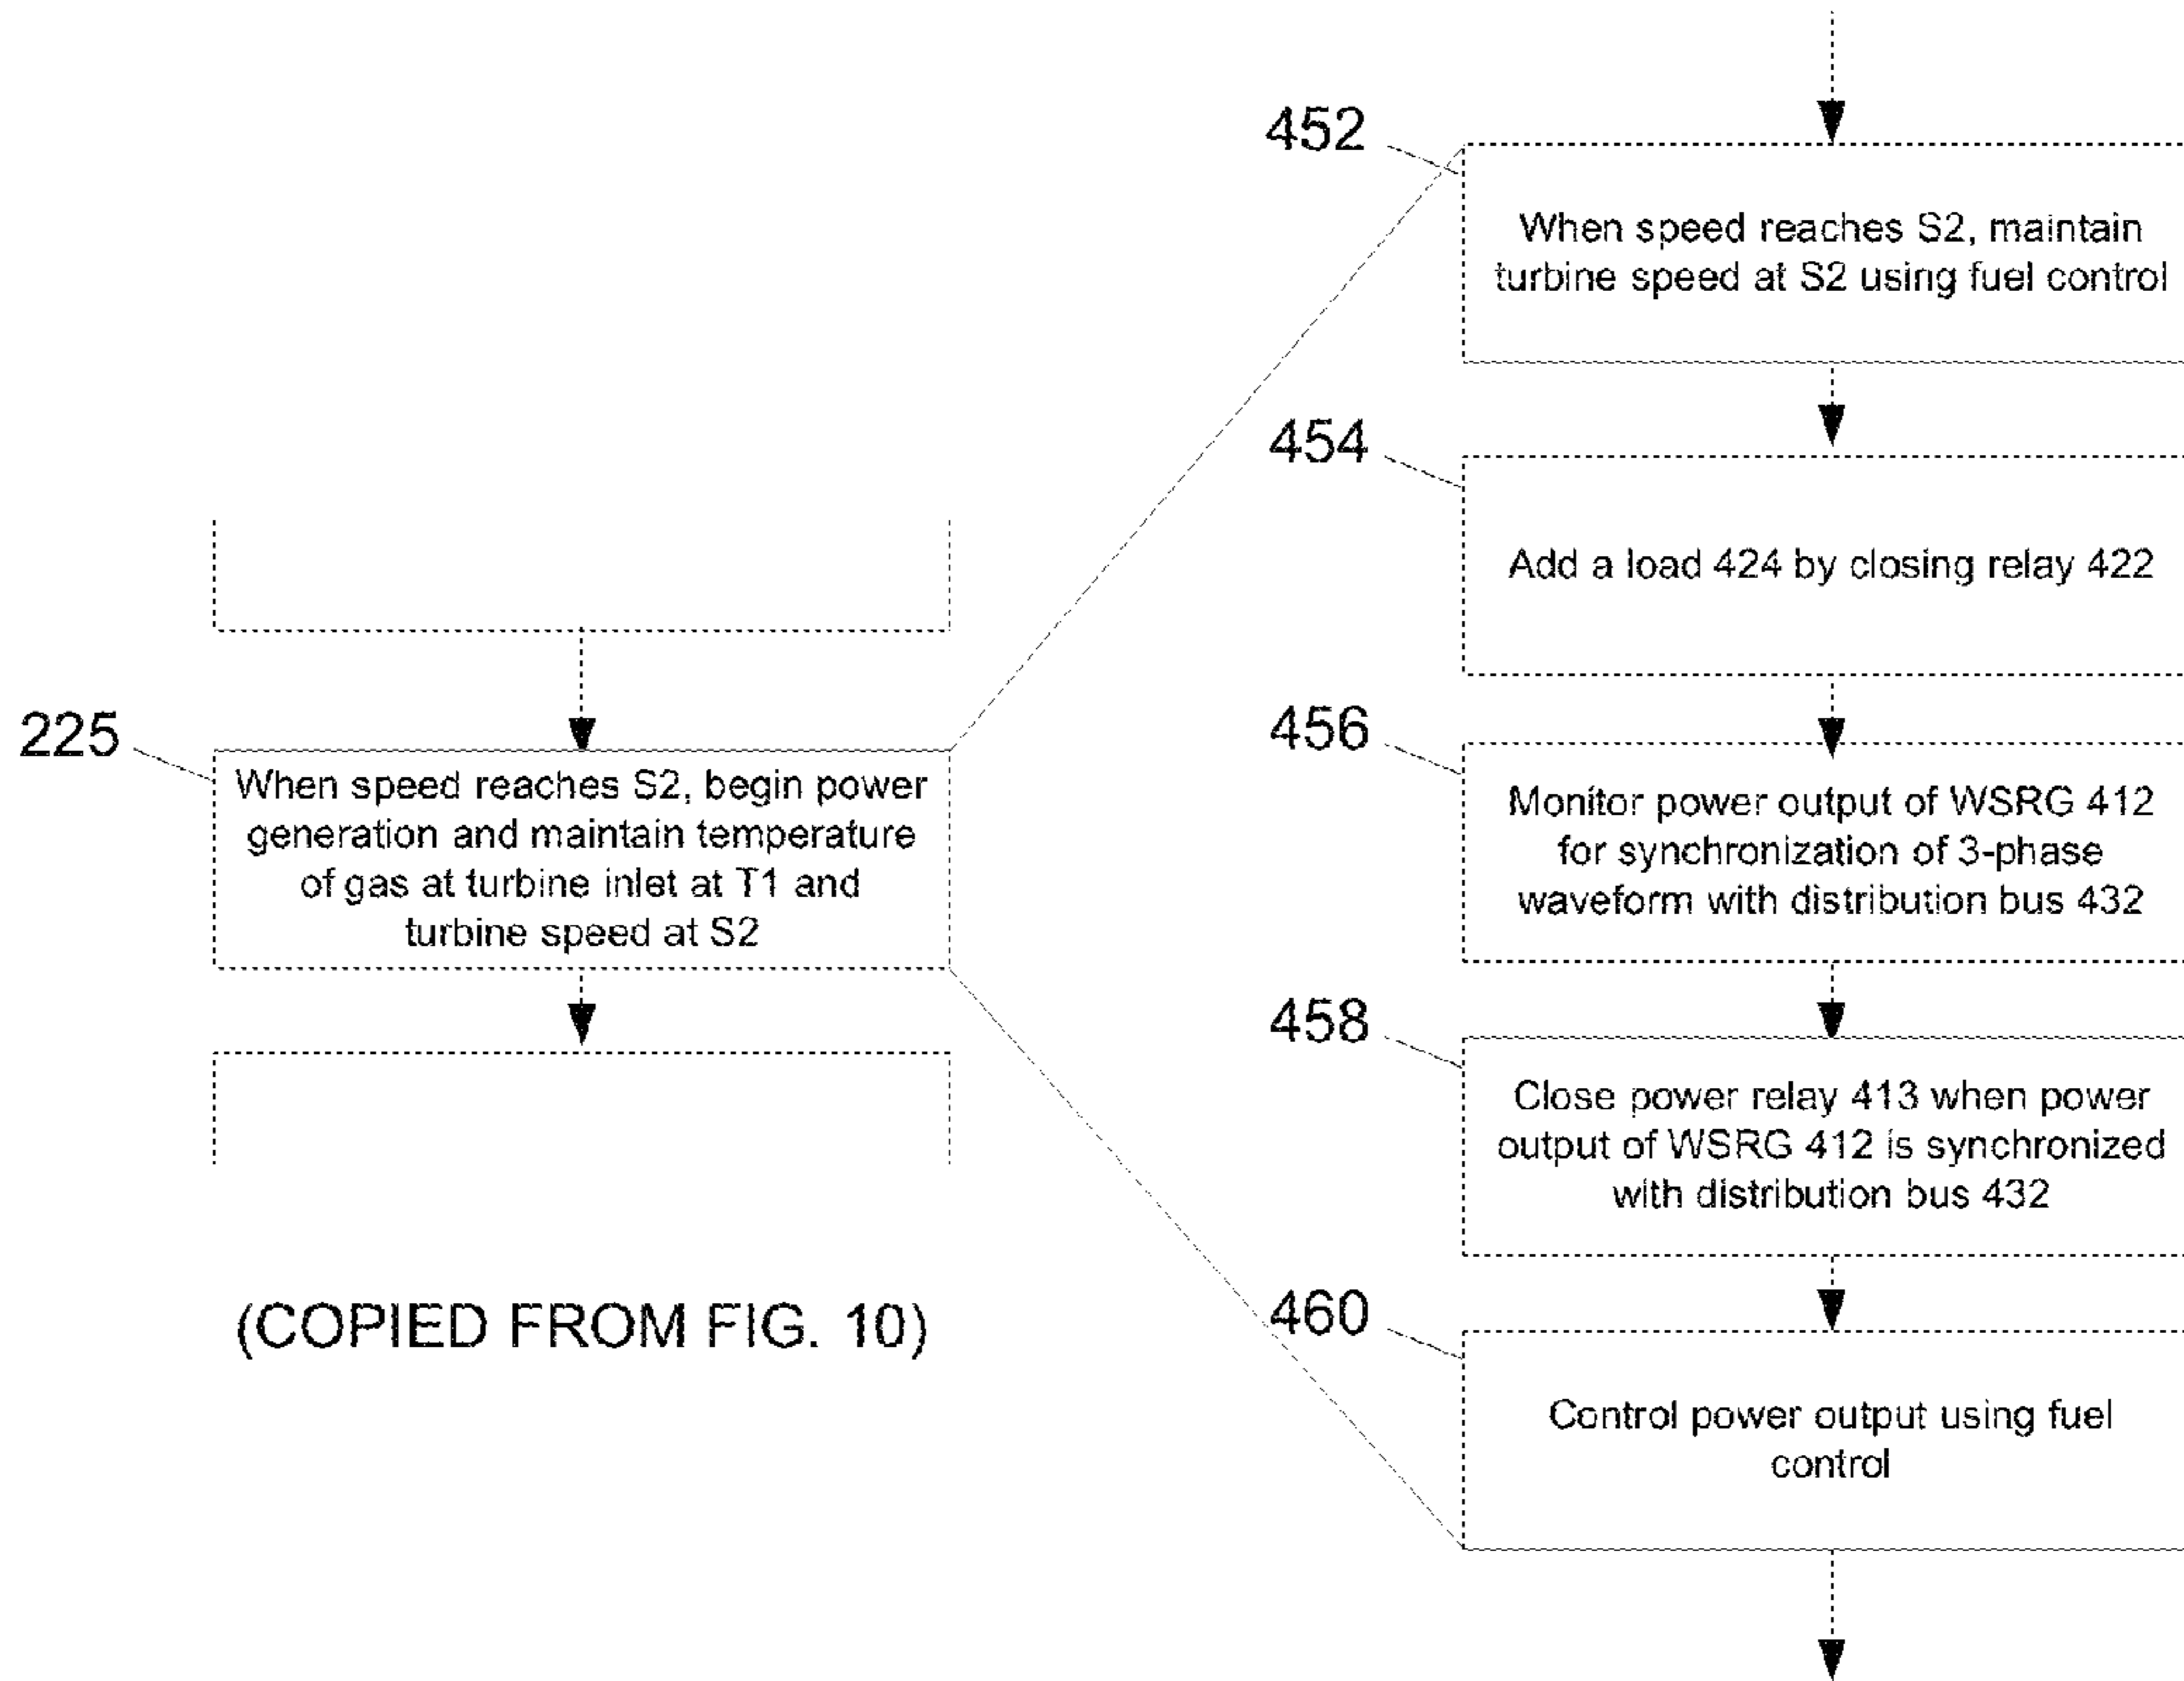 225
When speed reaches S2, begin power
generation and maintain temperature
of gas at turbine inlet at T1 and
turbine speed at S2
(COPIED FROM FIG. 10)
452
When speed reaches S2, maintain
turbine speed at S2 using fuel control
454
Add a load 424 by closing relay 422
456
Monitor power output of WSRG 412
for synchronization of 3-phase
waveform with distribution bus 432
458
Close power relay 413 when power
output of WSRG 412 is synchronized
with distribution bus 432
460
Control power output using fuel
control